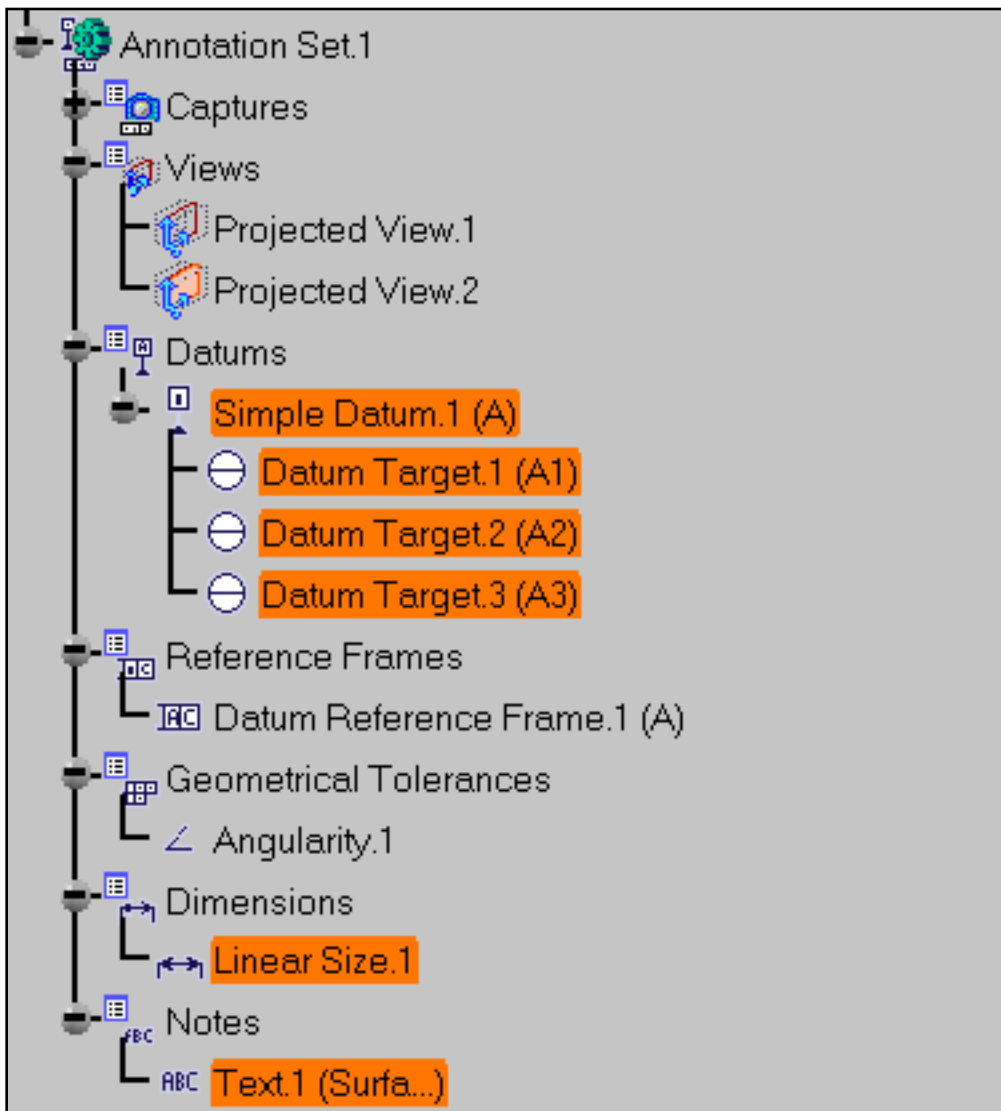 Annotation Set.1
Captures
Views
Projected View.1
Projected View.2
Datums
Simple Datum.1 (A)
Datum Target.1 (A1)
Datum Target.2 (A2)
Datum Target.3 (A3)
Reference Frames
Datum Reference Frame.1 (A)
Geometrical Tolerances
Angularity.1
Dimensions
Linear Size.1
Notes
ABC Text.1 (Surfa...)